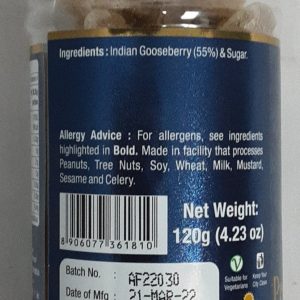 Ingredients : Indian Gooseberry (55%) & Sugar.
Allergy Advice : For allergens, see ingredients
highlighted in Bold. Made in facility that processes
Peanuts, Tree Nuts, Soy, Wheat, Milk, Mustard,
Sesame and Celery.
8 906077 361810
Net Weight:
120g (4.23 oz)
Batch No. : AF22030
Date of Mfg. : 21-MAR-22
Suitable for
Vegetarians
Keep Your
City Clean